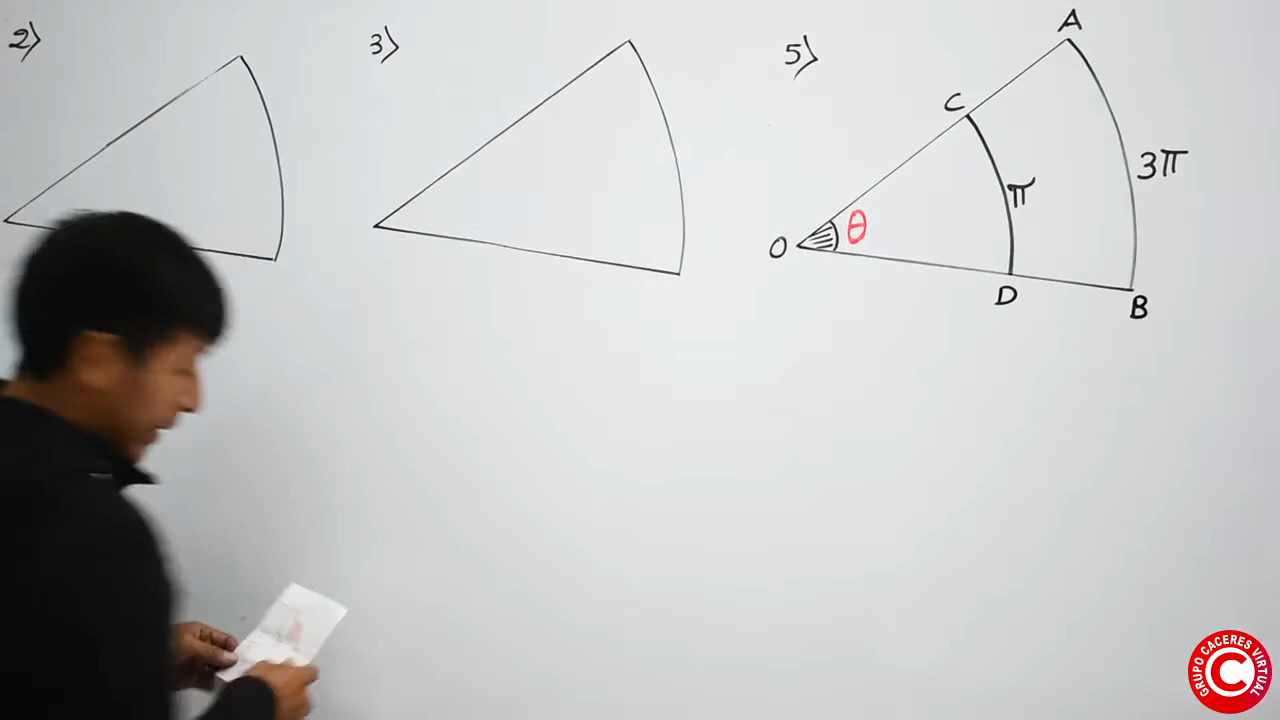 2)
3)
5)
A
C
3π
π
θ
O
D
B
GRUPO CACERES VIRTUAL
C